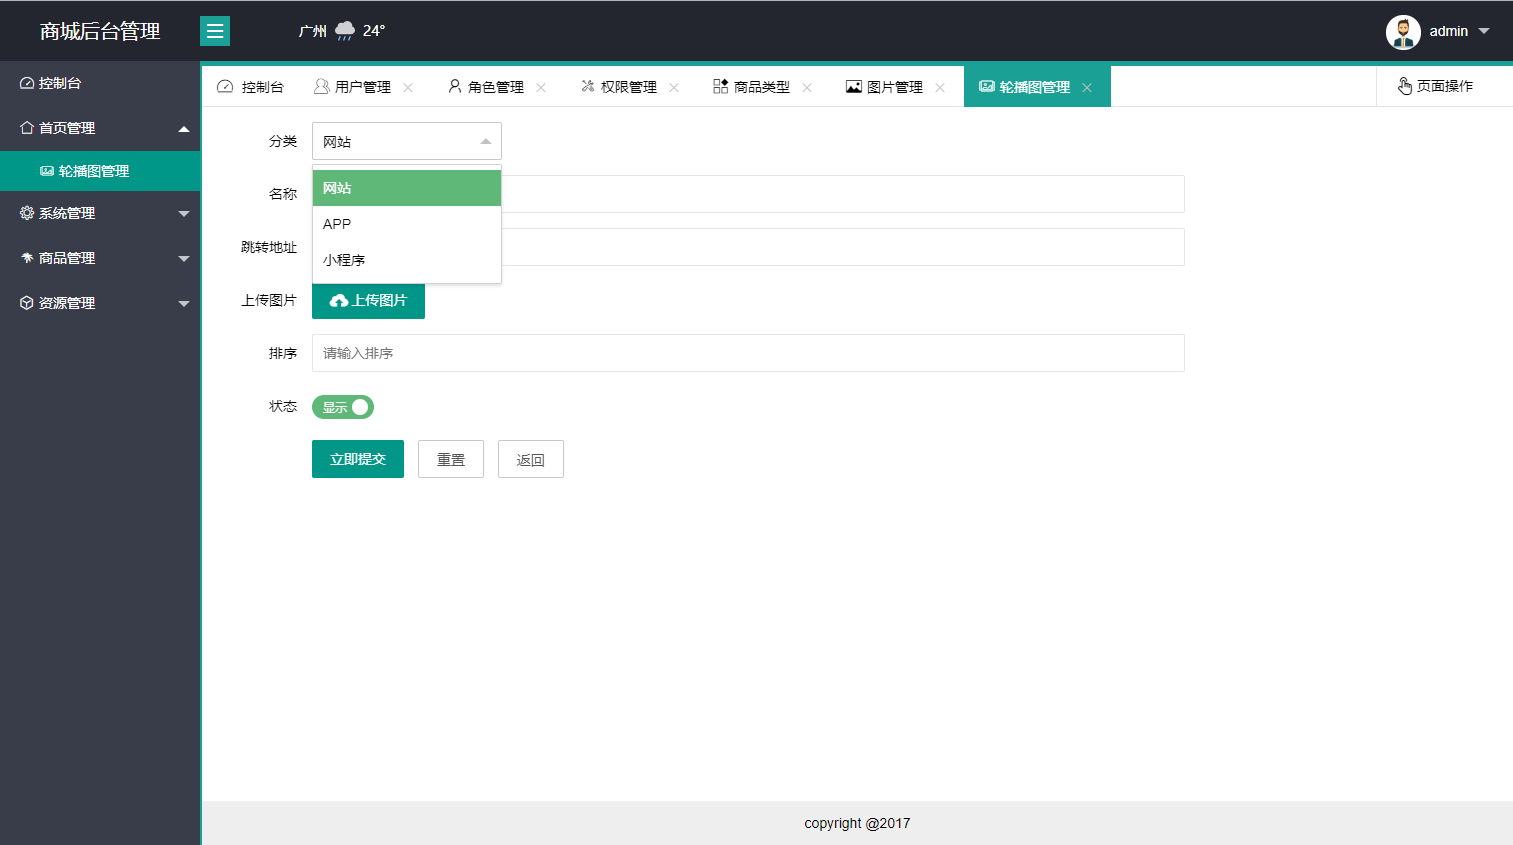 商城后台管理
广州 24°
admin
控制台
首页管理
轮播图管理
系统管理
商品管理
资源管理
控制台 用户管理 角色管理 权限管理 商品类型 图片管理 轮播图管理 页面操作
分类 网站
网站
APP
小程序
名称
跳转地址
上传图片 上传图片
排序 请输入排序
状态 显示
立即提交 重置 返回
copyright @2017